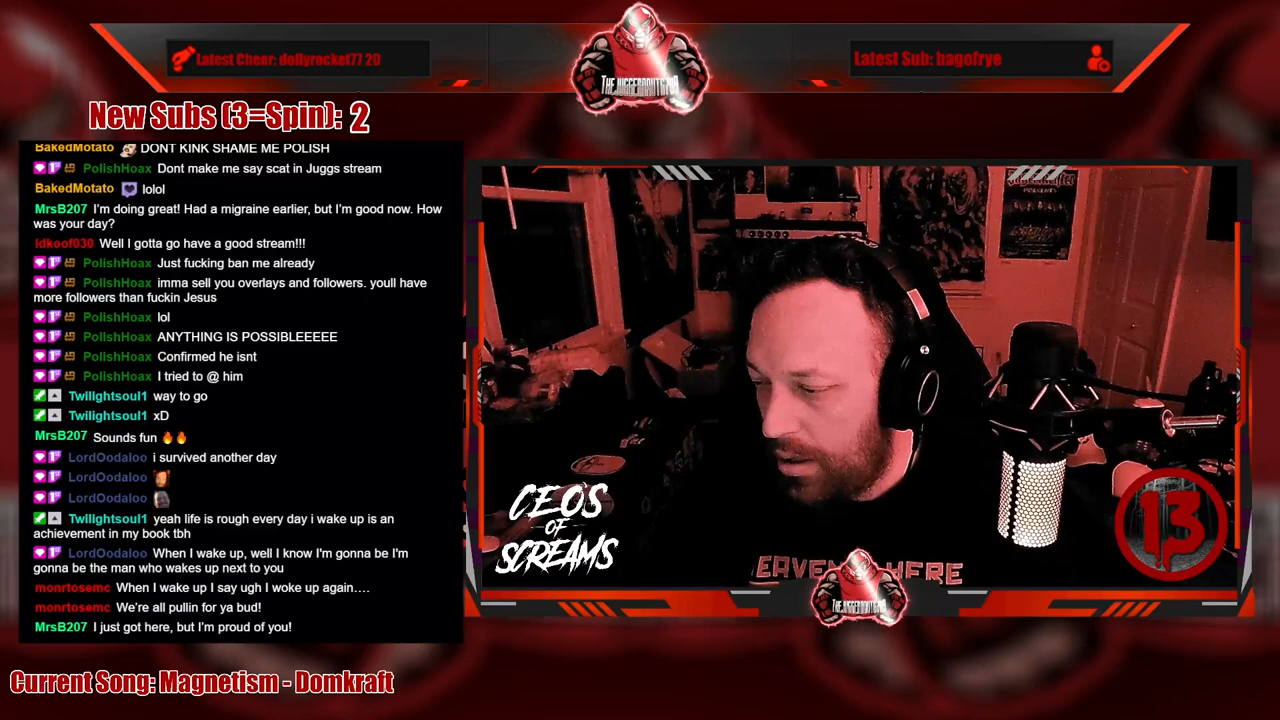 Latest Cheer: dollyrocket77 20
Latest Sub: bagofrye
New Subs (3=Spin): 2
BakedMotato DONT KINK SHAME ME POLISH
PolishHoax Dont make me say scat in Juggs stream
BakedMotato lolol
MrsB207 I'm doing great! Had a migraine earlier, but I'm good now. How
was your day?
Idkoof030 Well I gotta go have a good stream!!!
PolishHoax Just fucking ban me already
PolishHoax imma sell you overlays and followers. youll have
more followers than fuckin Jesus
PolishHoax lol
PolishHoax ANYTHING IS POSSIBLEEEEE
PolishHoax Confirmed he isnt
PolishHoax I tried to @ him
Twilightsoul1 way to go
Twilightsoul1 xD
MrsB207 Sounds fun 🔥🔥
LordOodaloo i survived another day
LordOodaloo
LordOodaloo
Twilightsoul1 yeah life is rough every day i wake up is an
achievement in my book tbh
LordOodaloo When I wake up, well I know I'm gonna be I'm
gonna be the man who wakes up next to you
monrtosemc When I wake up I say ugh I woke up again….
monrtosemc We're all pullin for ya bud!
MrsB207 I just got here, but I'm proud of you!
CEOS
OF
SCREAMS
13
Current Song: Magnetism - Domkraft